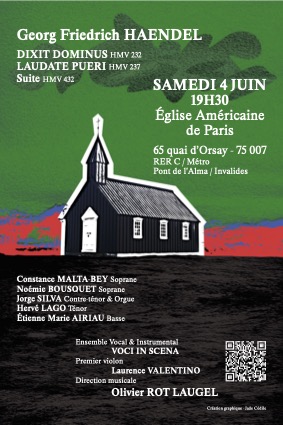 Georg Friedrich HAENDEL
DIXIT DOMINUS HMV 232
LAUDATE PUERI HMV 237
Suite HMV 432
SAMEDI 4 JUIN
19H30
Église Américaine
de Paris
65 quai d'Orsay - 75 007
RER C / Métro
Pont de l'Alma / Invalides
Constance MALTA-BEY Soprane
Noémie BOUSQUET Soprane
Jorge SILVA Contre-ténor & Orgue
Hervé LAGO Ténor
Étienne Marie AIRIAU Basse
Ensemble Vocal & Instrumental
VOCI IN SCENA
Premier violon
Laurence VALENTINO
Direction musicale
Olivier ROT LAUGEL
Création graphique : Jade Cédile